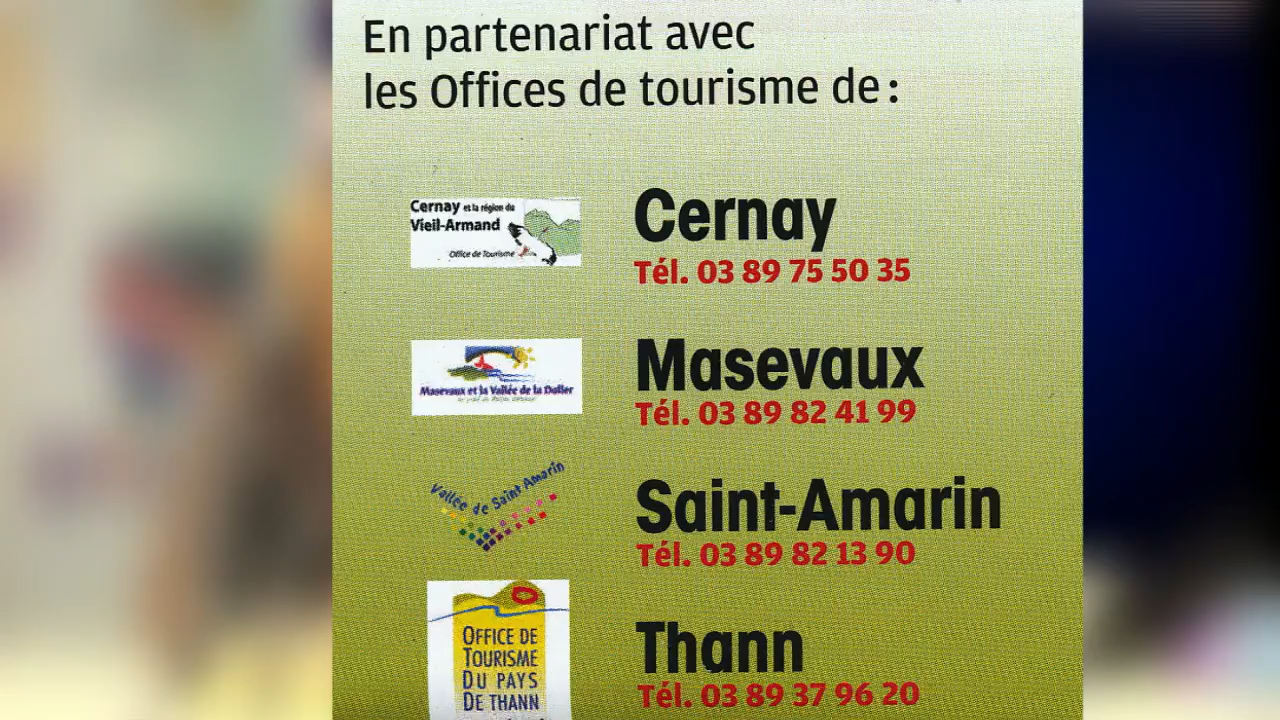 En partenariat avec
les Offices de tourisme de :
Cernay et la région du
Vieil-Armand
Office de Tourisme
Cernay
Tél. 03 89 75 50 35
Masevaux et la Vallée de la Doller
Masevaux
Tél. 03 89 82 41 99
Vallée de Saint-Amarin
Saint-Amarin
Tél. 03 89 82 13 90
OFFICE DE
TOURISME
DU PAYS
DE THANN
Thann
Tél. 03 89 37 96 20